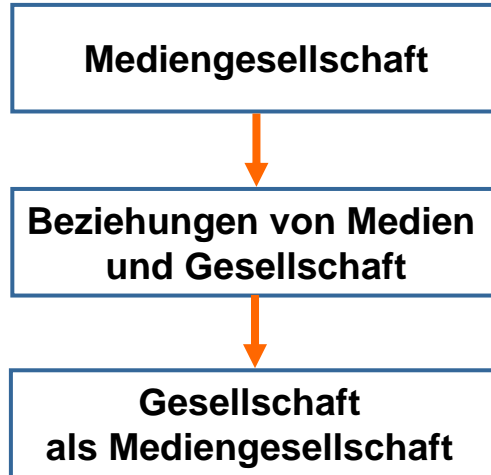 Mediengesellschaft
Beziehungen von Medien
und Gesellschaft
Gesellschaft
als Mediengesellschaft